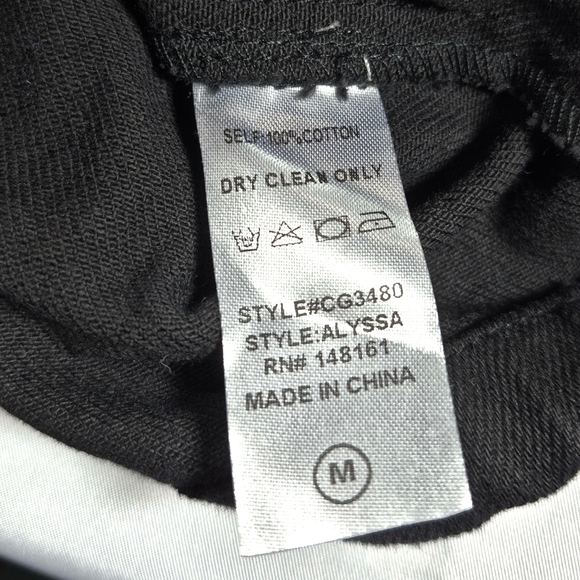 SELF:100%COTTON
DRY CLEAN ONLY
STYLE#CG3480
STYLE:ALYSSA
RN# 148161
MADE IN CHINA
M